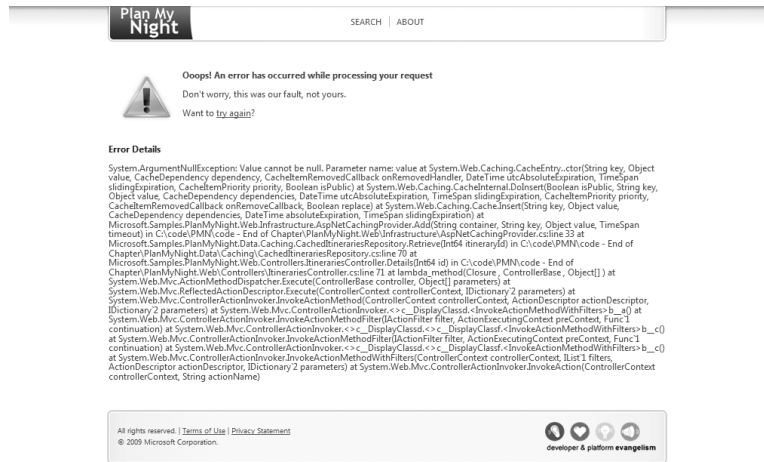 Plan My
Night
SEARCH | ABOUT
Ooops! An error has occurred while processing your request
Don't worry, this was our fault, not yours.
Want to try again?
Error Details
System.ArgumentNullException: Value cannot be null. Parameter name: value at System.Web.Caching.CacheEntry..ctor(String key, Object
value, CacheDependency dependency, CacheItemRemovedCallback onRemovedHandler, DateTime utcAbsoluteExpiration, TimeSpan
slidingExpiration, CacheItemPriority priority, Boolean isPublic) at System.Web.Caching.CacheInternal.DoInsert(Boolean isPublic, String key,
Object value, CacheDependency dependencies, DateTime utcAbsoluteExpiration, TimeSpan slidingExpiration, CacheItemPriority priority,
CacheItemRemovedCallback onRemoveCallback, Boolean replace) at System.Web.Caching.Cache.Insert(String key, Object value,
CacheDependency dependencies, DateTime absoluteExpiration, TimeSpan slidingExpiration) at
Microsoft.Samples.PlanMyNight.Web.Infrastructure.AspNetCachingProvider.Add(String container, String key, Object value, TimeSpan
timeout) in C:\code\PMN\code - End of Chapter\PlanMyNight.Web\Infrastructure\AspNetCachingProvider.cs:line 33 at
Microsoft.Samples.PlanMyNight.Data.Caching.CachedItinerariesRepository.Retrieve(Int64 itineraryId) in C:\code\PMN\code - End of
Chapter\PlanMyNight.Data\Caching\CachedItinerariesRepository.cs:line 70 at
Microsoft.Samples.PlanMyNight.Web.Controllers.ItinerariesController.Details(Int64 id) in C:\code\PMN\code - End of
Chapter\PlanMyNight.Web\Controllers\ItinerariesController.cs:line 71 at lambda_method(Closure , ControllerBase , Object[] ) at
System.Web.Mvc.ActionMethodDispatcher.Execute(ControllerBase controller, Object[] parameters) at
System.Web.Mvc.ReflectedActionDescriptor.Execute(ControllerContext controllerContext, IDictionary`2 parameters) at
System.Web.Mvc.ControllerActionInvoker.InvokeActionMethod(ControllerContext controllerContext, ActionDescriptor actionDescriptor,
IDictionary`2 parameters) at System.Web.Mvc.ControllerActionInvoker.<>c__DisplayClassd.<InvokeActionMethodWithFilters>b__a() at
System.Web.Mvc.ControllerActionInvoker.InvokeActionMethodFilter(IActionFilter filter, ActionExecutingContext preContext, Func`1
continuation) at System.Web.Mvc.ControllerActionInvoker.<>c__DisplayClassd.<>c__DisplayClassf.<InvokeActionMethodWithFilters>b__c()
at System.Web.Mvc.ControllerActionInvoker.InvokeActionMethodFilter(IActionFilter filter, ActionExecutingContext preContext, Func`1
continuation) at System.Web.Mvc.ControllerActionInvoker.<>c__DisplayClassd.<>c__DisplayClassf.<InvokeActionMethodWithFilters>b__c()
at System.Web.Mvc.ControllerActionInvoker.InvokeActionMethodWithFilters(ControllerContext controllerContext, IList`1 filters,
ActionDescriptor actionDescriptor, IDictionary`2 parameters) at System.Web.Mvc.ControllerActionInvoker.InvokeAction(ControllerContext
controllerContext, String actionName)
All rights reserved. | Terms of Use | Privacy Statement
© 2009 Microsoft Corporation.
developer & platform evangelism